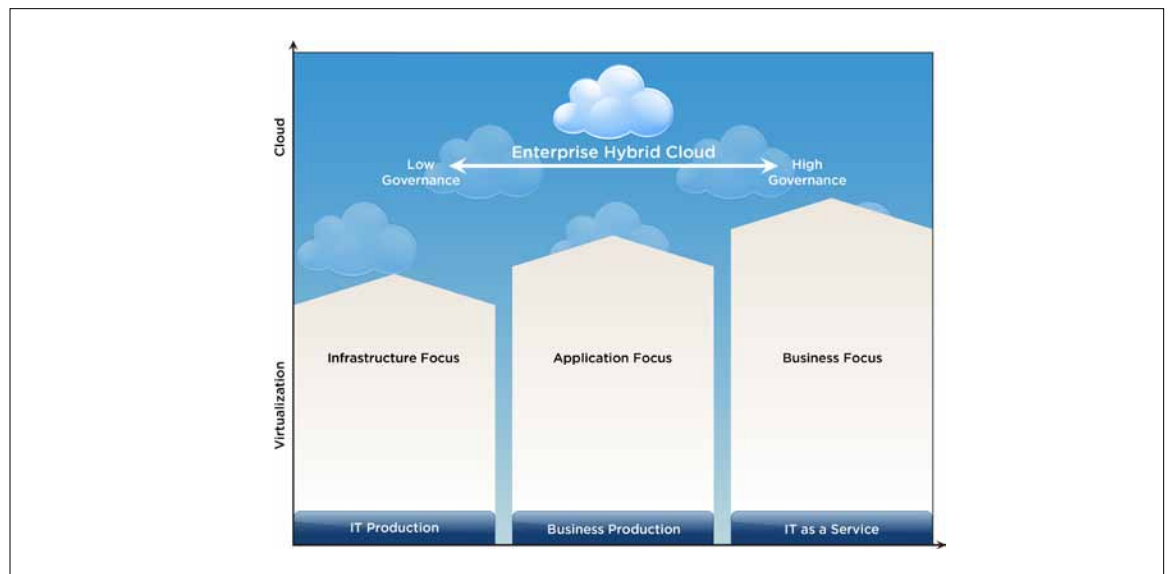 Cloud
Enterprise Hybrid Cloud
Low
Governance
High
Governance
Virtualization
Infrastructure Focus
Application Focus
Business Focus
IT Production
Business Production
IT as a Service